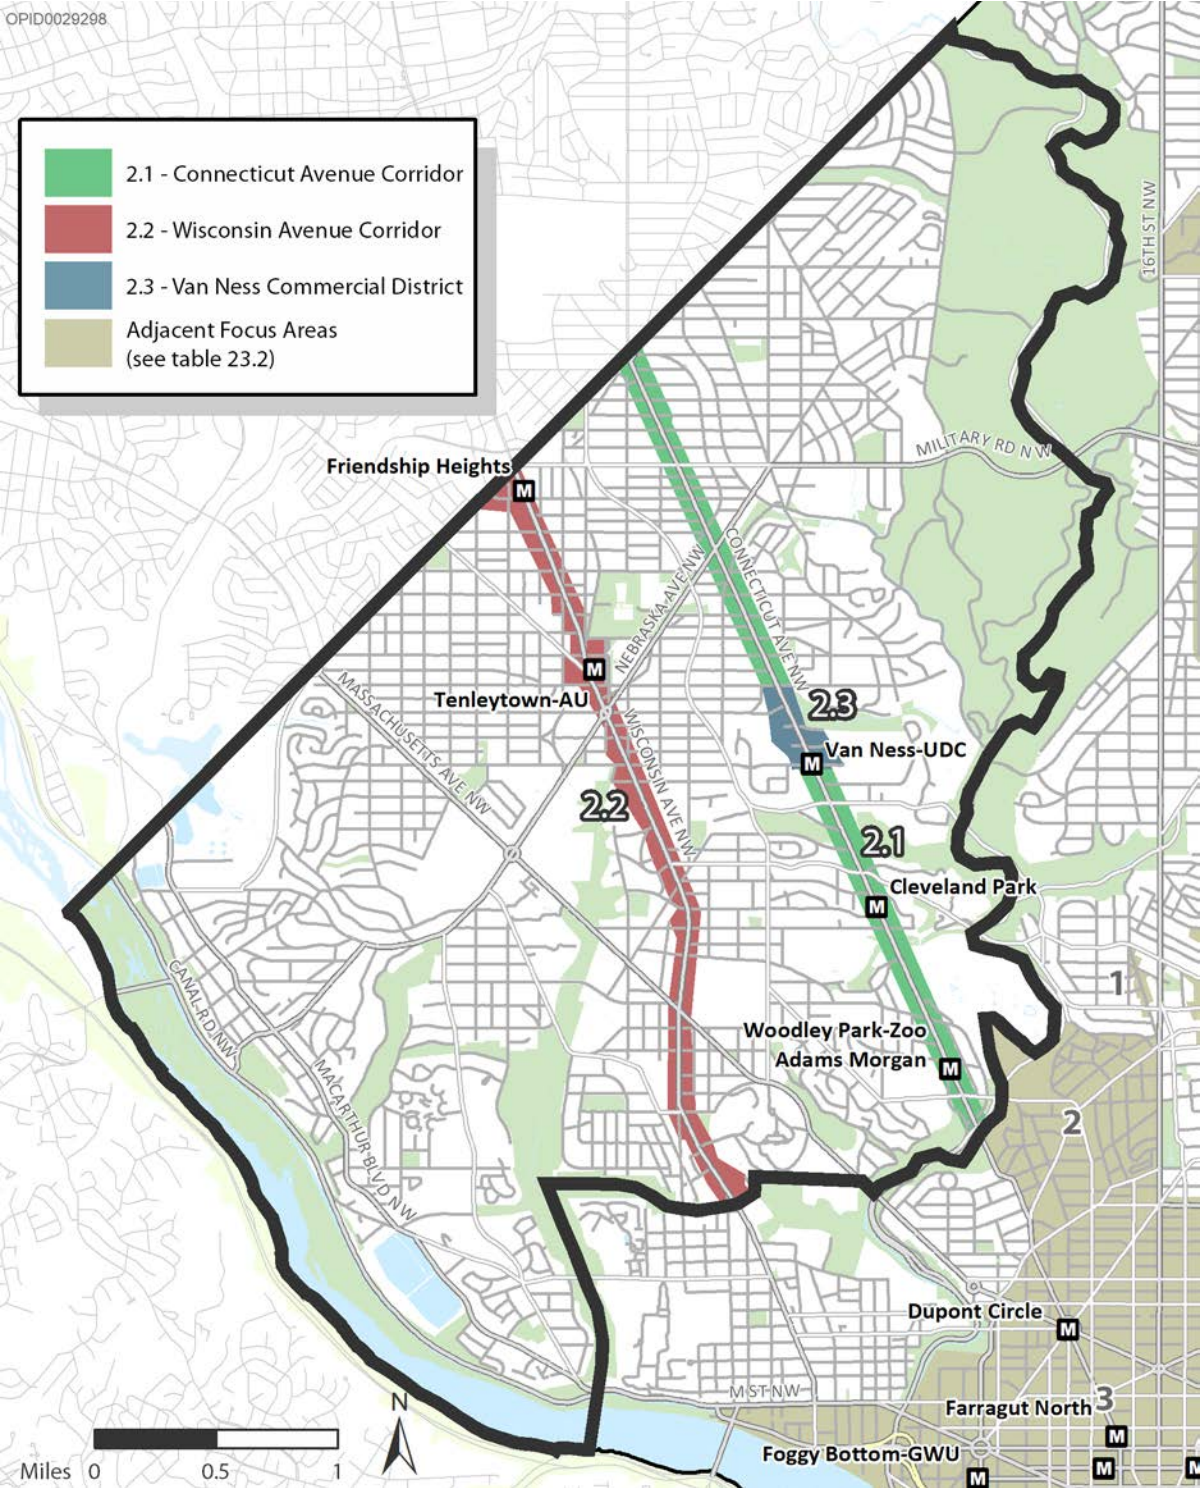 OPID0029298
2.1 - Connecticut Avenue Corridor
2.2 - Wisconsin Avenue Corridor
2.3 - Van Ness Commercial District
Adjacent Focus Areas
(see table 23.2)
16TH ST NW
MILITARY RD NW
Friendship Heights
M
CONNECTICUT AVE NW
NEBRASKA AVE NW
M
Tenleytown-AU
MASSACHUSETTS AVE NW
WISCONSIN AVE NW
2.3
Van Ness-UDC
M
2.2
2.1
Cleveland Park
M
CANAL RD NW
1
Woodley Park-Zoo
Adams Morgan
M
MACARTHUR BLVD NW
2
Dupont Circle
M
M ST NW
3
Farragut North
M
Foggy Bottom-GWU
M
M
M
N
Miles 0 0.5 1